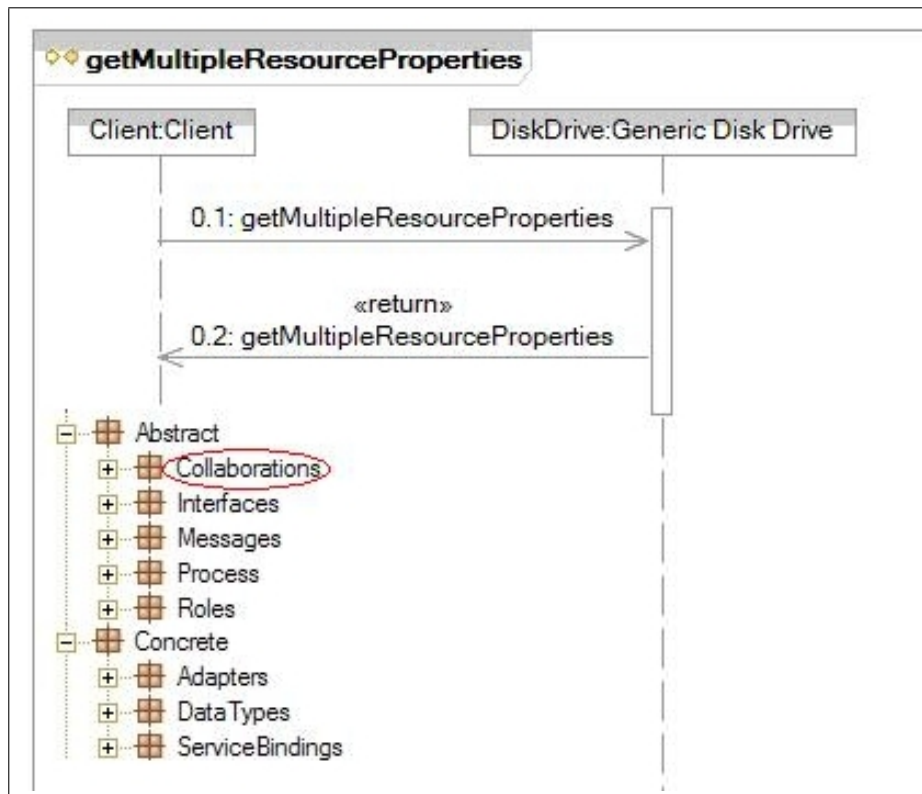 getMultipleResourceProperties
Client:Client
DiskDrive:Generic Disk Drive
0.1: getMultipleResourceProperties
«return»
0.2: getMultipleResourceProperties
Abstract
Collaborations
Interfaces
Messages
Process
Roles
Concrete
Adapters
DataTypes
ServiceBindings